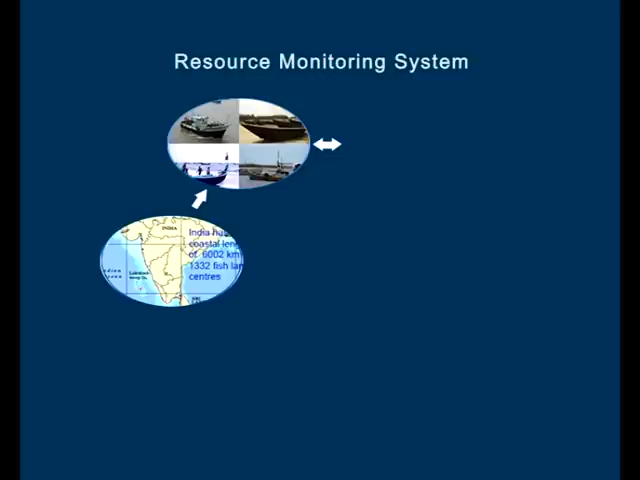 Resource Monitoring System
INDIA
India has
coastal len
of 6002 km
1332 fish lan
centres